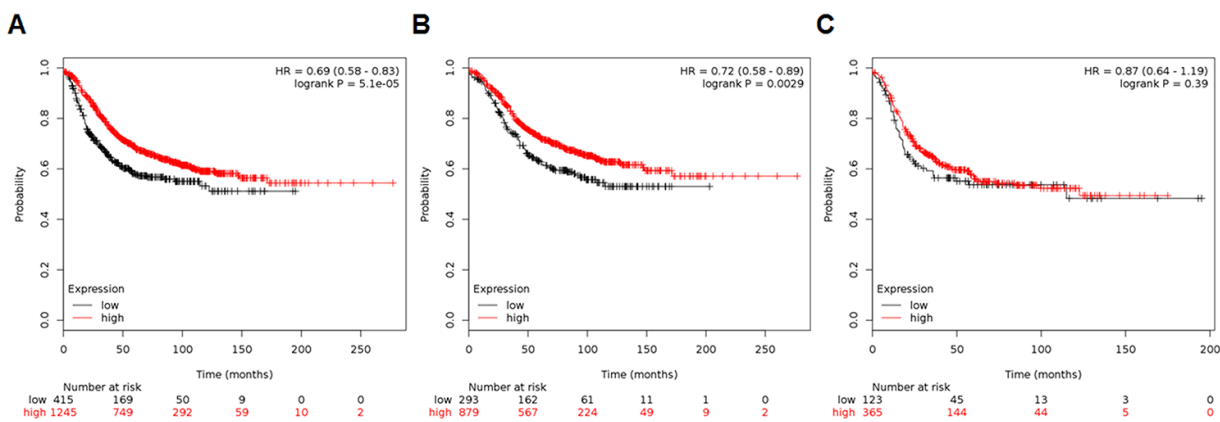 A
HR = 0.69 (0.58 - 0.83)
logrank P = 5.1e-05
Probability
1.0
0.8
0.6
0.4
0.2
0.0
Expression
low
high
0 50 100 150 200 250
Time (months)
Number at risk
low 415 169 50 9 0 0
high 1245 749 292 59 10 2
B
HR = 0.72 (0.58 - 0.89)
logrank P = 0.0029
Probability
1.0
0.8
0.6
0.4
0.2
0.0
Expression
low
high
0 50 100 150 200 250
Time (months)
Number at risk
low 293 162 61 11 1 0
high 879 567 224 49 9 2
C
HR = 0.87 (0.64 - 1.19)
logrank P = 0.39
Probability
1.0
0.8
0.6
0.4
0.2
0.0
Expression
low
high
0 50 100 150 200
Time (months)
Number at risk
low 123 45 13 3 0
high 365 144 44 5 0